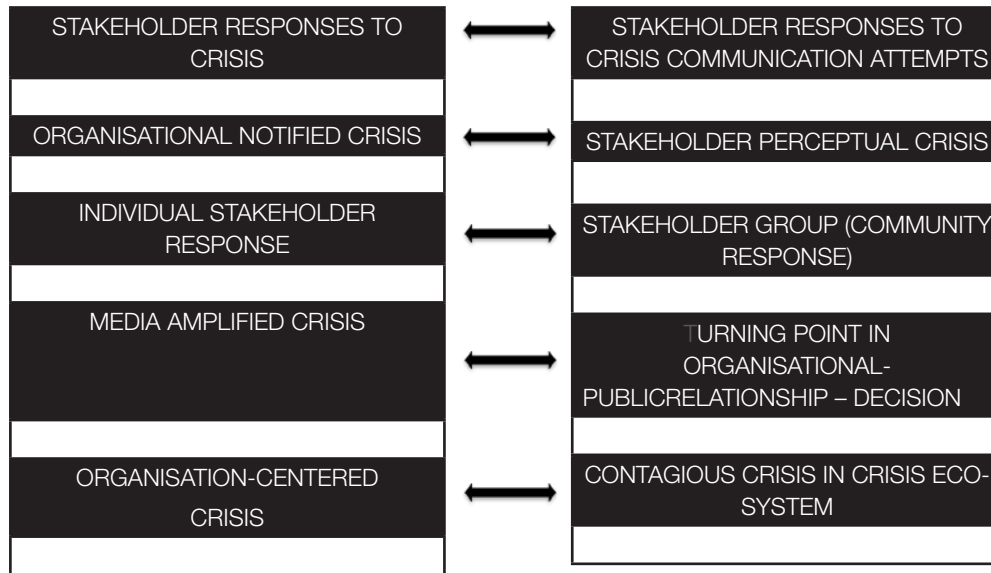 STAKEHOLDER RESPONSES TO
CRISIS
STAKEHOLDER RESPONSES TO
CRISIS COMMUNICATION ATTEMPTS
ORGANISATIONAL NOTIFIED CRISIS
STAKEHOLDER PERCEPTUAL CRISIS
INDIVIDUAL STAKEHOLDER
RESPONSE
STAKEHOLDER GROUP (COMMUNITY
RESPONSE)
MEDIA AMPLIFIED CRISIS
TURNING POINT IN
ORGANISATIONAL-
PUBLICRELATIONSHIP – DECISION
ORGANISATION-CENTERED
CRISIS
CONTAGIOUS CRISIS IN CRISIS ECO-
SYSTEM